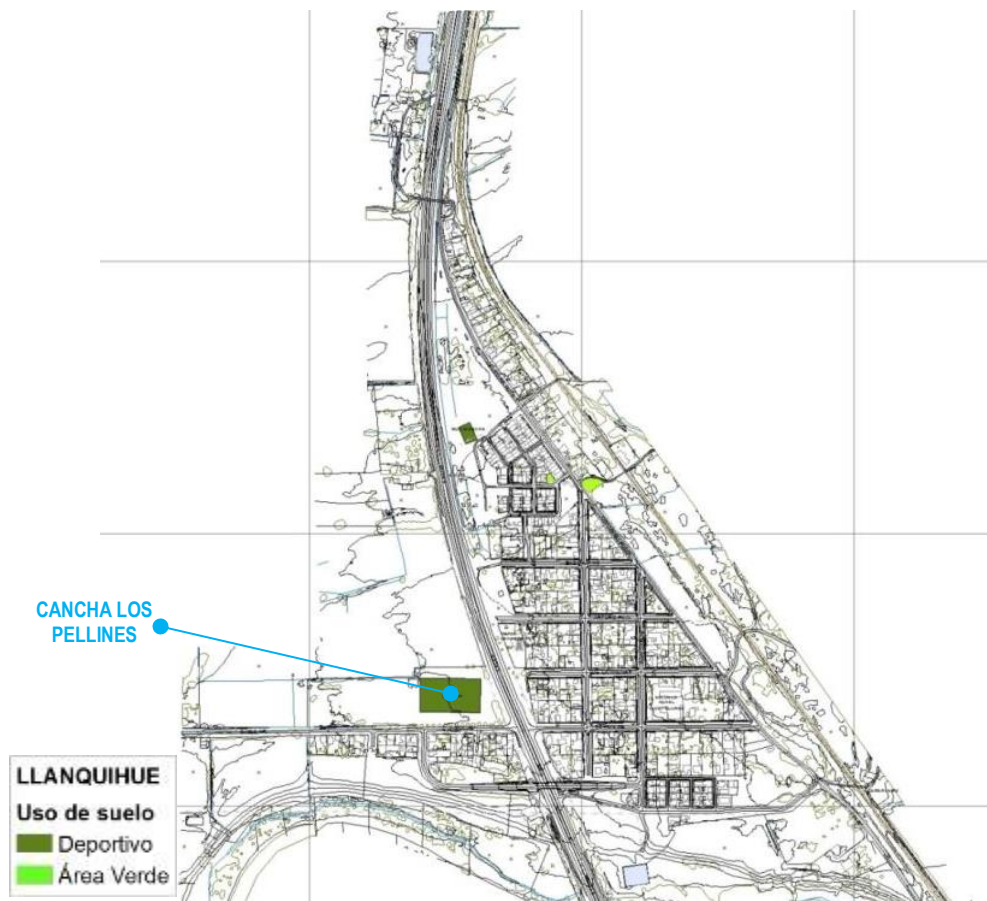 CANCHA LOS
PELLINES
LLANQUIHUE
Uso de suelo
Deportivo
Área Verde